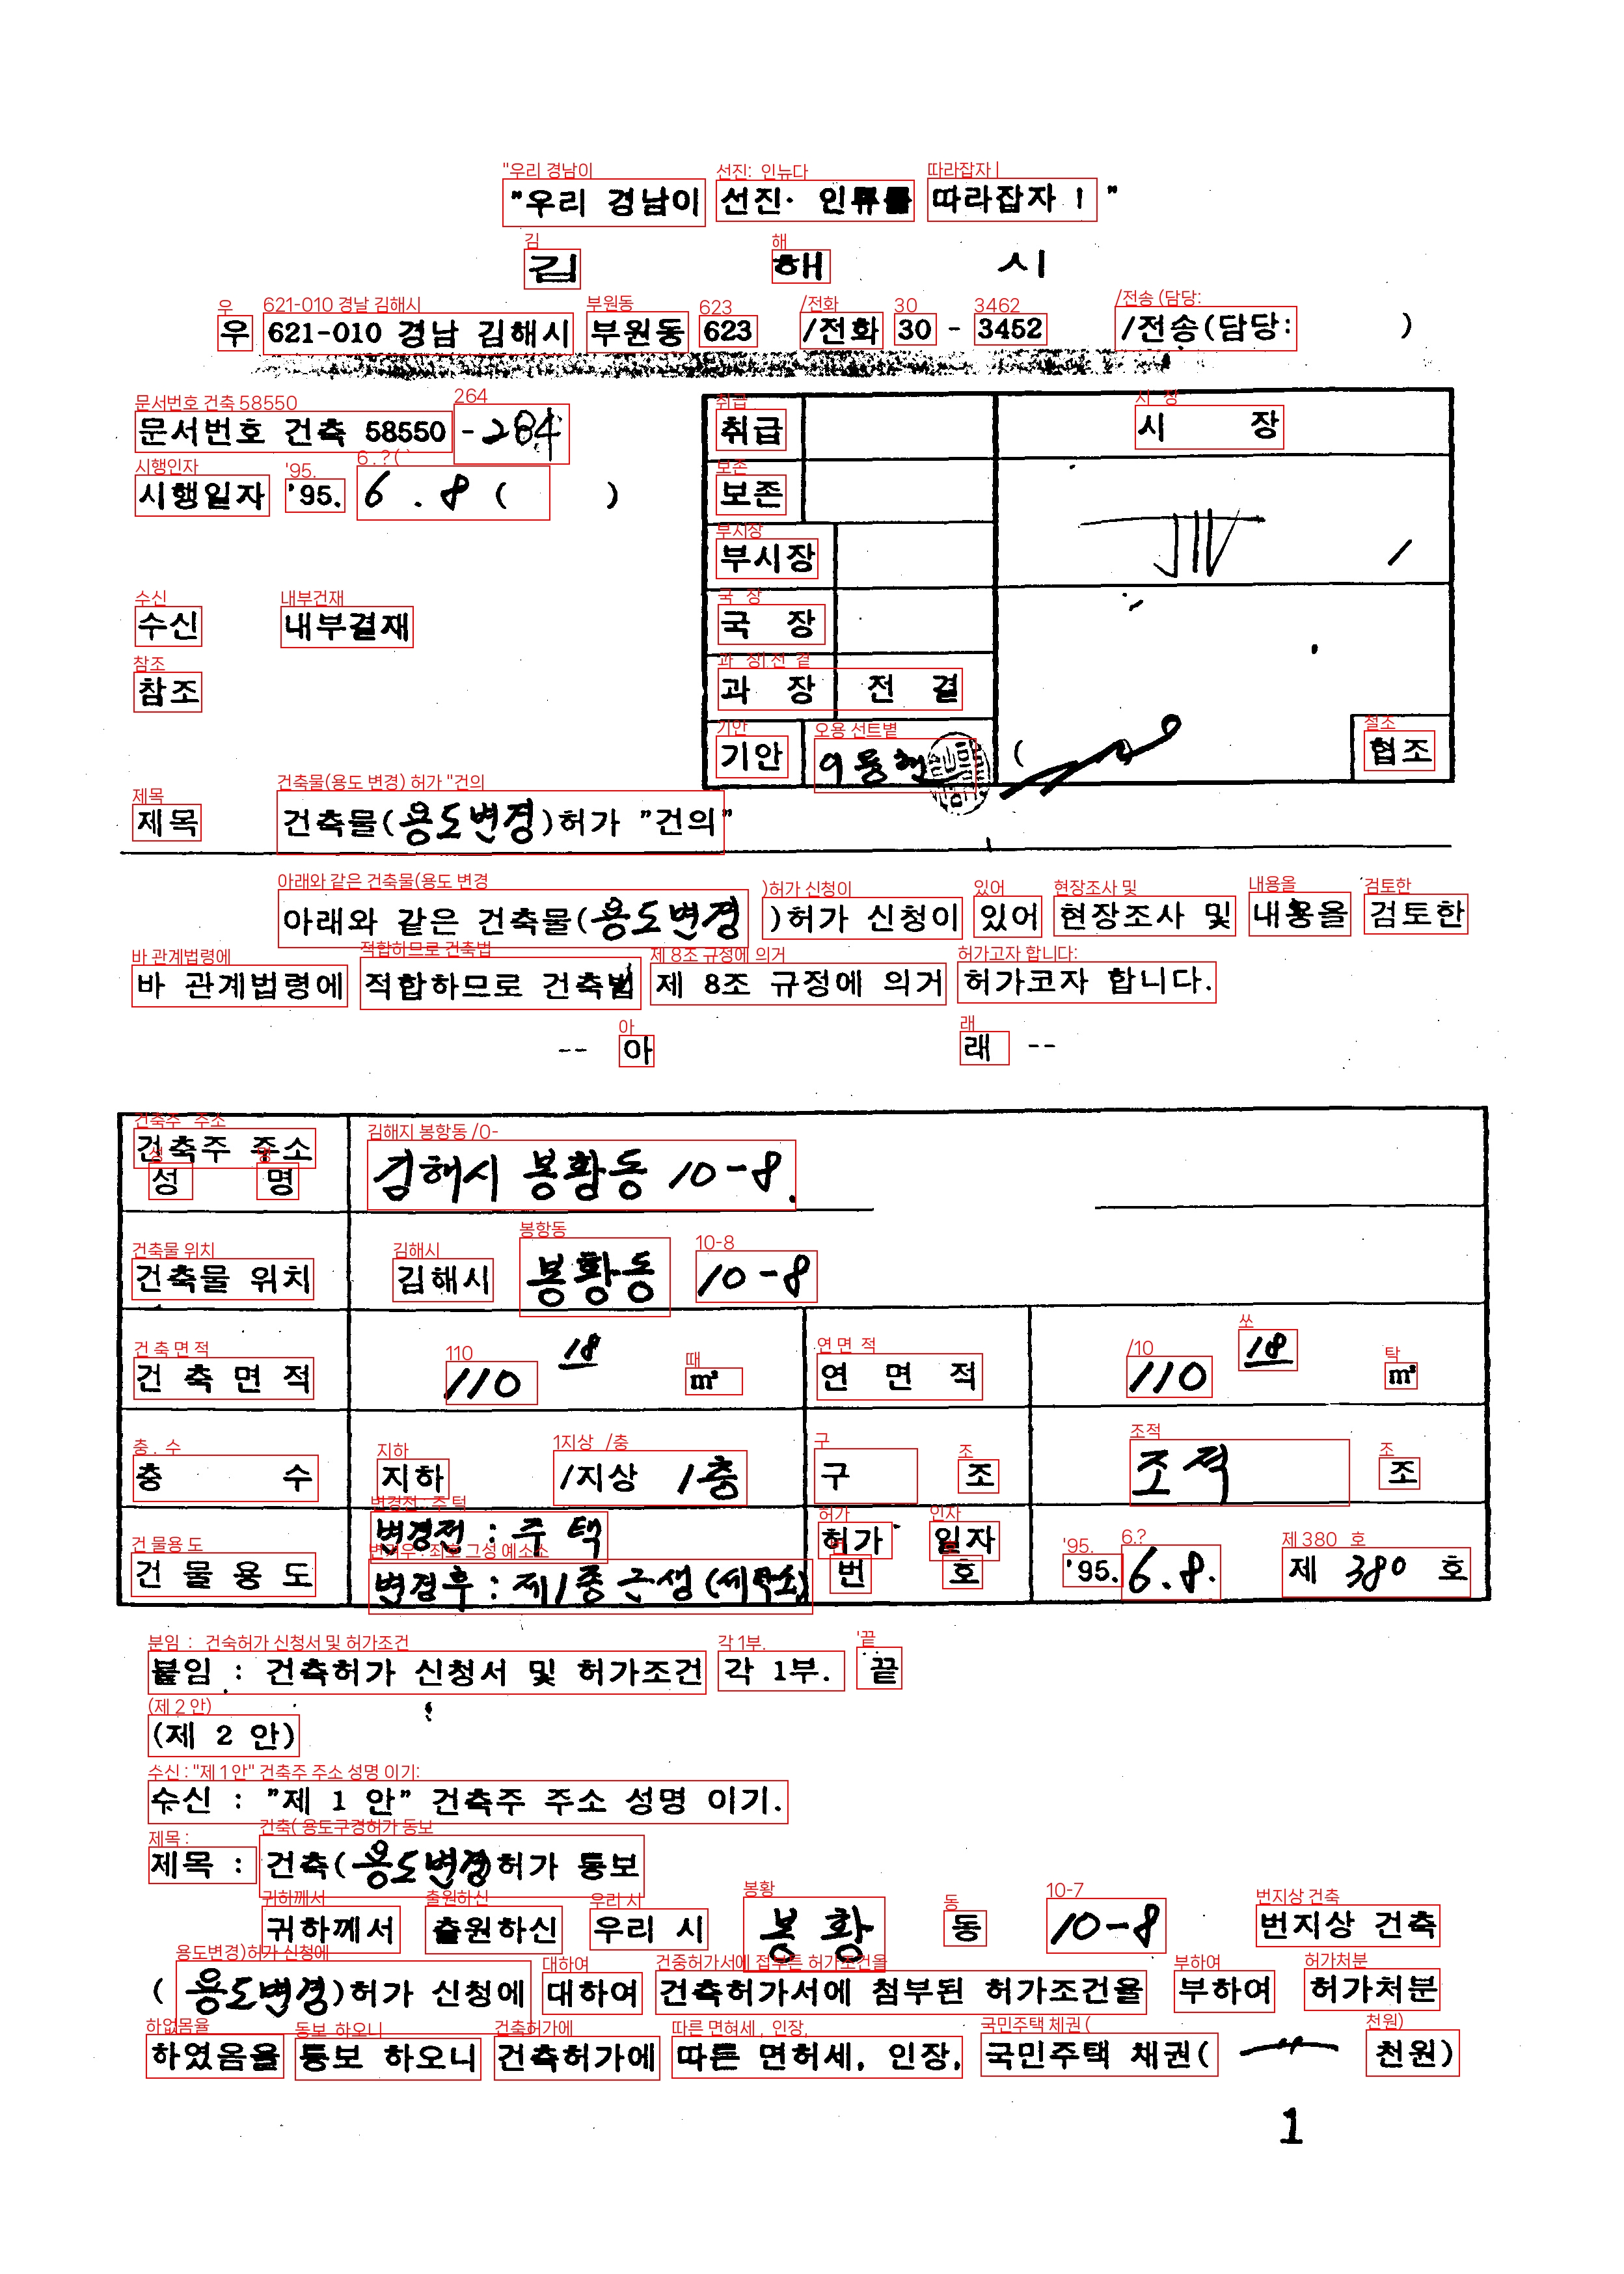 "우리 경남이 선진· 인류를 따라잡자 ! "
김 해 시
우 621-010 경남 김해시 부원동 623 /전화 30 - 3452 /전송(담당: )
문서번호 건축 58550 - 284
시행일자 '95. 6 . 8 ( )
수신 내부결재
참조
취급 시 장
보존
부시장
국 장
과 장 전 결
기안 협조
제목 건축물(용도변경)허가 "건의"
아래와 같은 건축물(용도변경 )허가 신청이 있어 현장조사 및 내용을 검토한
바 관계법령에 적합하므로 건축법 제 8조 규정에 의거 허가코자 합니다.
-- 아 래 --
건축주 주소 성 명 김해시 봉황동 10-8.
건축물 위치 김해시 봉황동 10-8
건 축 면 적 110 18 ㎡ 연 면 적 110 18 ㎡
층 수 지하 /지상 1층 구 조 조적 조
건 물 용 도 변경전 : 주택 변경후 : 제1종 근생(세탁소) 허가 일자 번 호 '95. 6.8. 제 380 호
붙임 : 건축허가 신청서 및 허가조건 각 1부. 끝
(제 2 안)
수신 : "제 1 안" 건축주 주소 성명 이기.
제목 : 건축(용도변경)허가 통보
귀하께서 출원하신 우리 시 봉황 동 10-8 번지상 건축
( 용도변경)허가 신청에 대하여 건축허가서에 첨부된 허가조건을 부하여 허가처분
하였음을 통보 하오니 건축허가에 따른 면허세, 인장, 국민주택 채권( 천원)
1